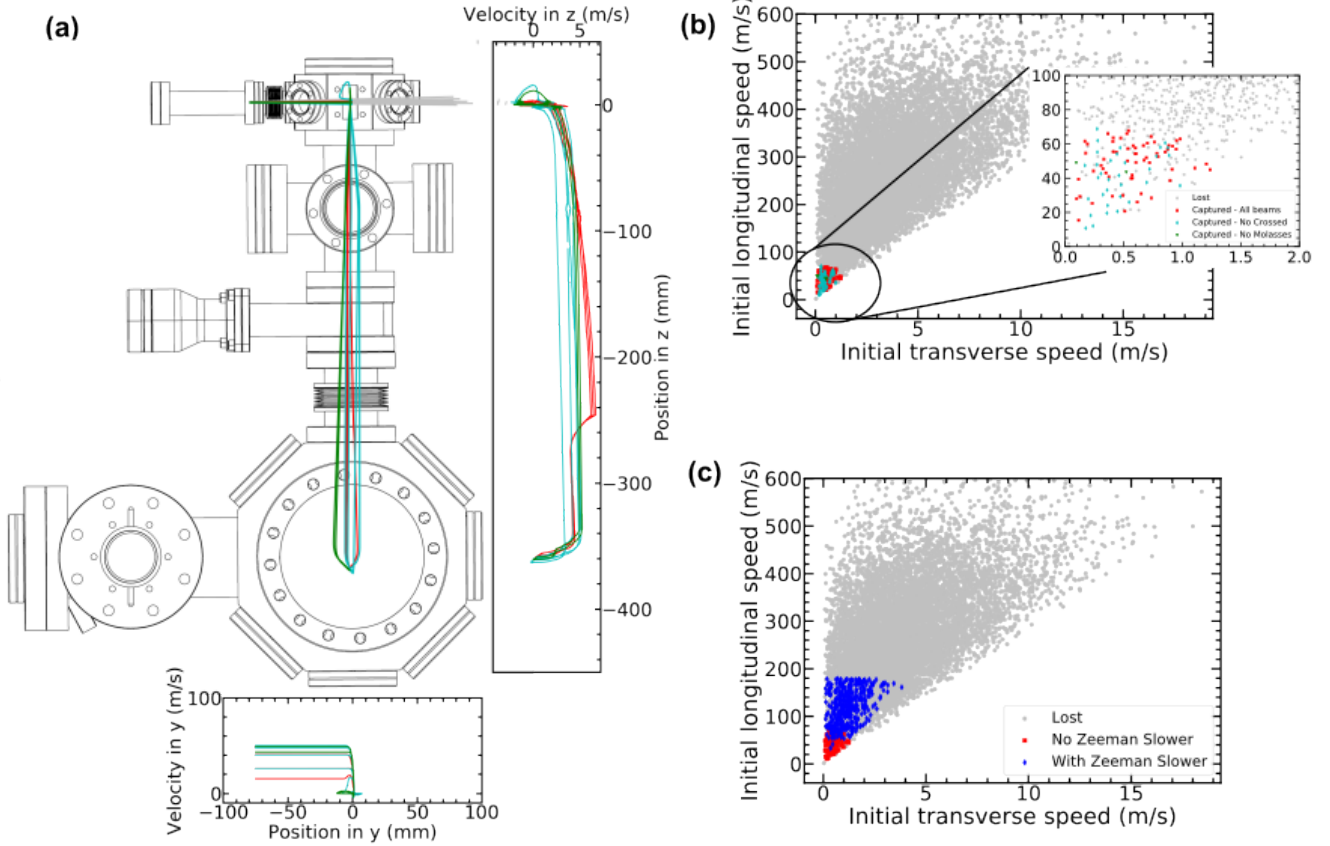 (a)
Velocity in z (m/s)
0 5
0
−100
−200
−300
−400
Position in z (mm)
100
0
Velocity in y (m/s)
−100 −50 0 50 100
Position in y (mm)
(b)
600
500
400
300
200
100
0
Initial longitudinal speed (m/s)
0 5 10 15
Initial transverse speed (m/s)
100
80
60
40
20
0
0.0 0.5 1.0 1.5 2.0
Lost
Captured - All beams
Captured - No Crossed
Captured - No Molasses
(c)
600
500
400
300
200
100
0
Initial longitudinal speed (m/s)
Lost
No Zeeman Slower
With Zeeman Slower
0 5 10 15
Initial transverse speed (m/s)